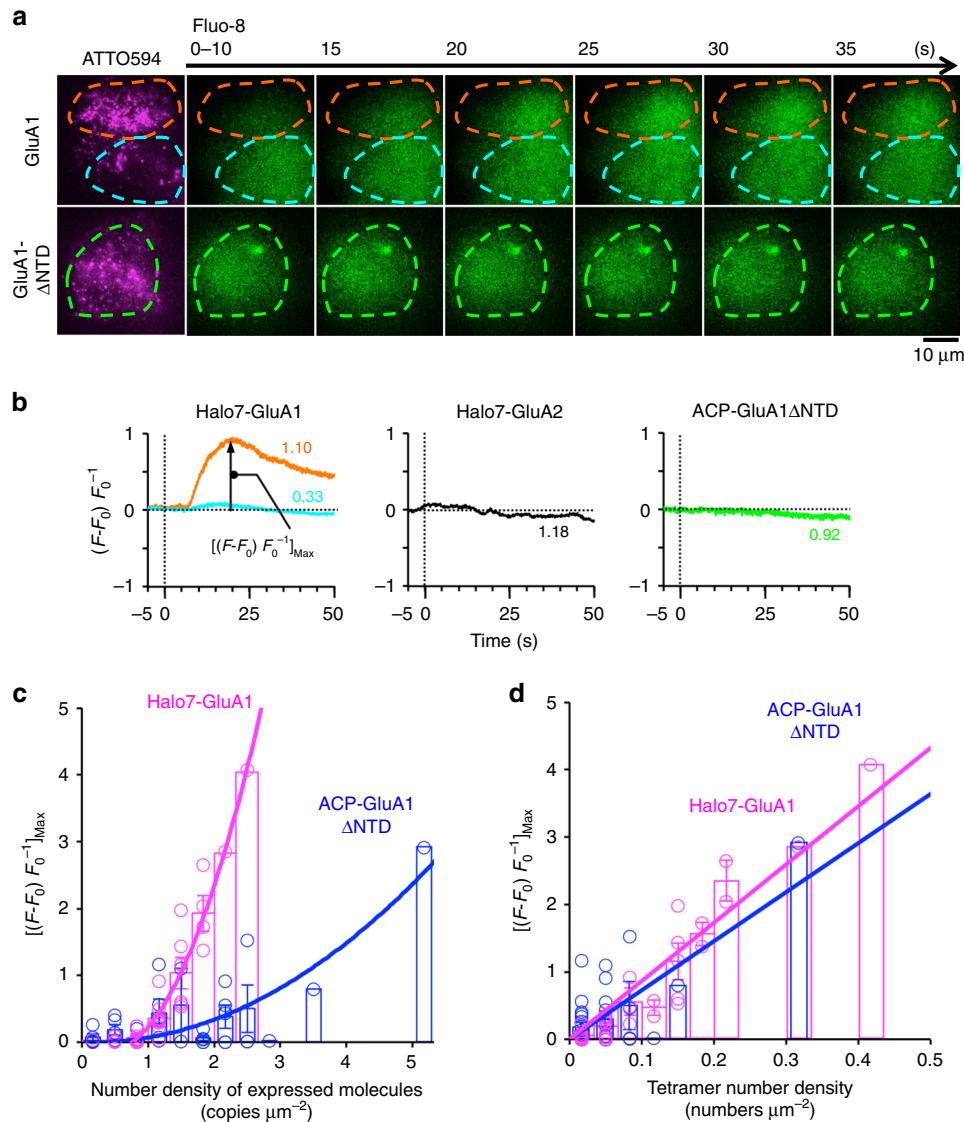 a
Fluo-8
ATTO594
0–10 15 20 25 30 35 (s)
GluA1
GluA1-
ΔNTD
10 μm
b
Halo7-GluA1 Halo7-GluA2 ACP-GluA1ΔNTD
(F-F₀) F₀⁻¹
1
0
–1
1.10
0.33
[(F-F₀) F₀⁻¹]Max
–5 0 25 50
1
0
–1
1.18
–5 0 25 50
1
0
–1
0.92
–5 0 25 50
Time (s)
c
[(F-F₀) F₀⁻¹]Max
Halo7-GluA1
ACP-GluA1
ΔNTD
5
4
3
2
1
0
0 1 2 3 4 5
Number density of expressed molecules
(copies μm⁻²)
d
[(F-F₀) F₀⁻¹]Max
ACP-GluA1
ΔNTD
Halo7-GluA1
5
4
3
2
1
0
0 0.1 0.2 0.3 0.4 0.5
Tetramer number density
(numbers μm⁻²)